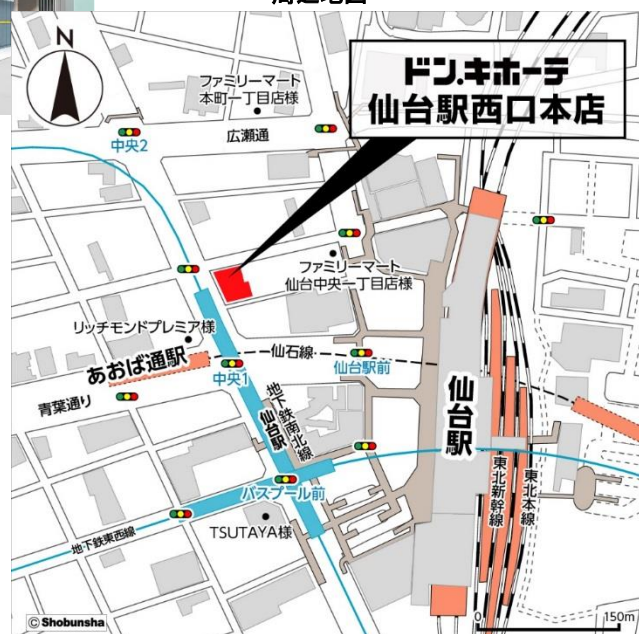 N
ドン.キホーテ
仙台駅西口本店
ファミリーマート
本町一丁目店様
広瀬通
中央2
ファミリーマート
仙台中央一丁目店様
リッチモンドプレミア様
あおば通駅
仙石線
中央1
仙台駅前
青葉通り
地下鉄南北線
仙台駅
仙台駅
バスプール前
東北新幹線
東北本線
TSUTAYA様
地下鉄東西線
© Shobunsha
0 150m